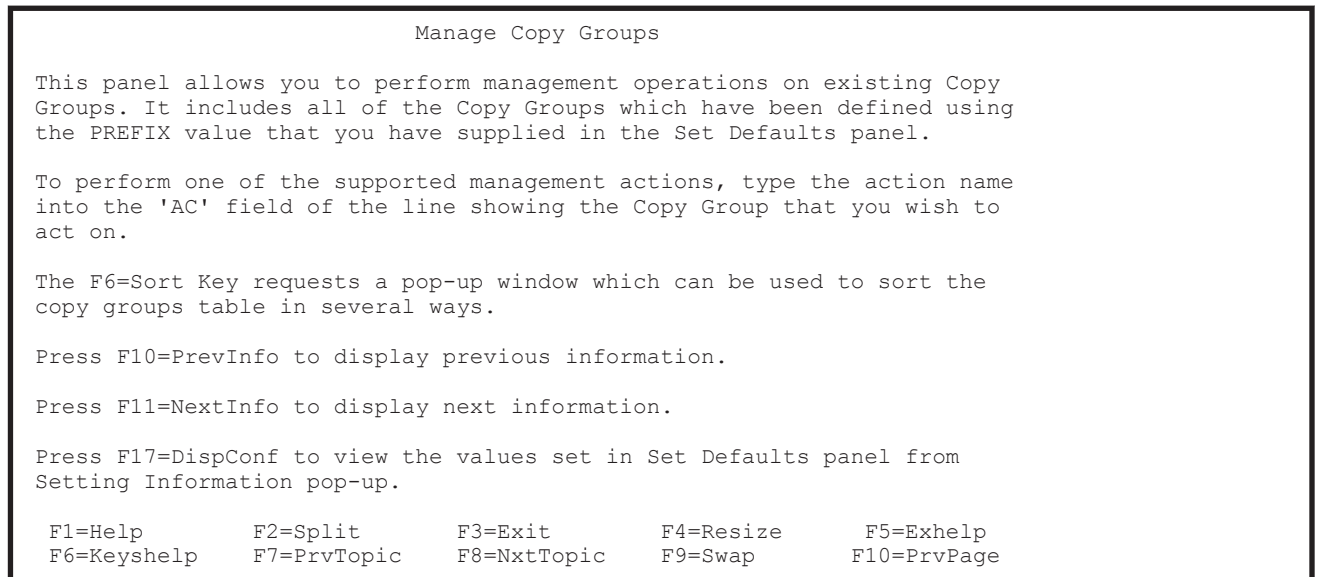 Manage Copy Groups
This panel allows you to perform management operations on existing Copy
Groups. It includes all of the Copy Groups which have been defined using
the PREFIX value that you have supplied in the Set Defaults panel.
To perform one of the supported management actions, type the action name
into the 'AC' field of the line showing the Copy Group that you wish to
act on.
The F6=Sort Key requests a pop-up window which can be used to sort the
copy groups table in several ways.
Press F10=PrevInfo to display previous information.
Press F11=NextInfo to display next information.
Press F17=DispConf to view the values set in Set Defaults panel from
Setting Information pop-up.
F1=Help F2=Split F3=Exit F4=Resize F5=Exhelp
F6=Keyshelp F7=PrvTopic F8=NxtTopic F9=Swap F10=PrvPage